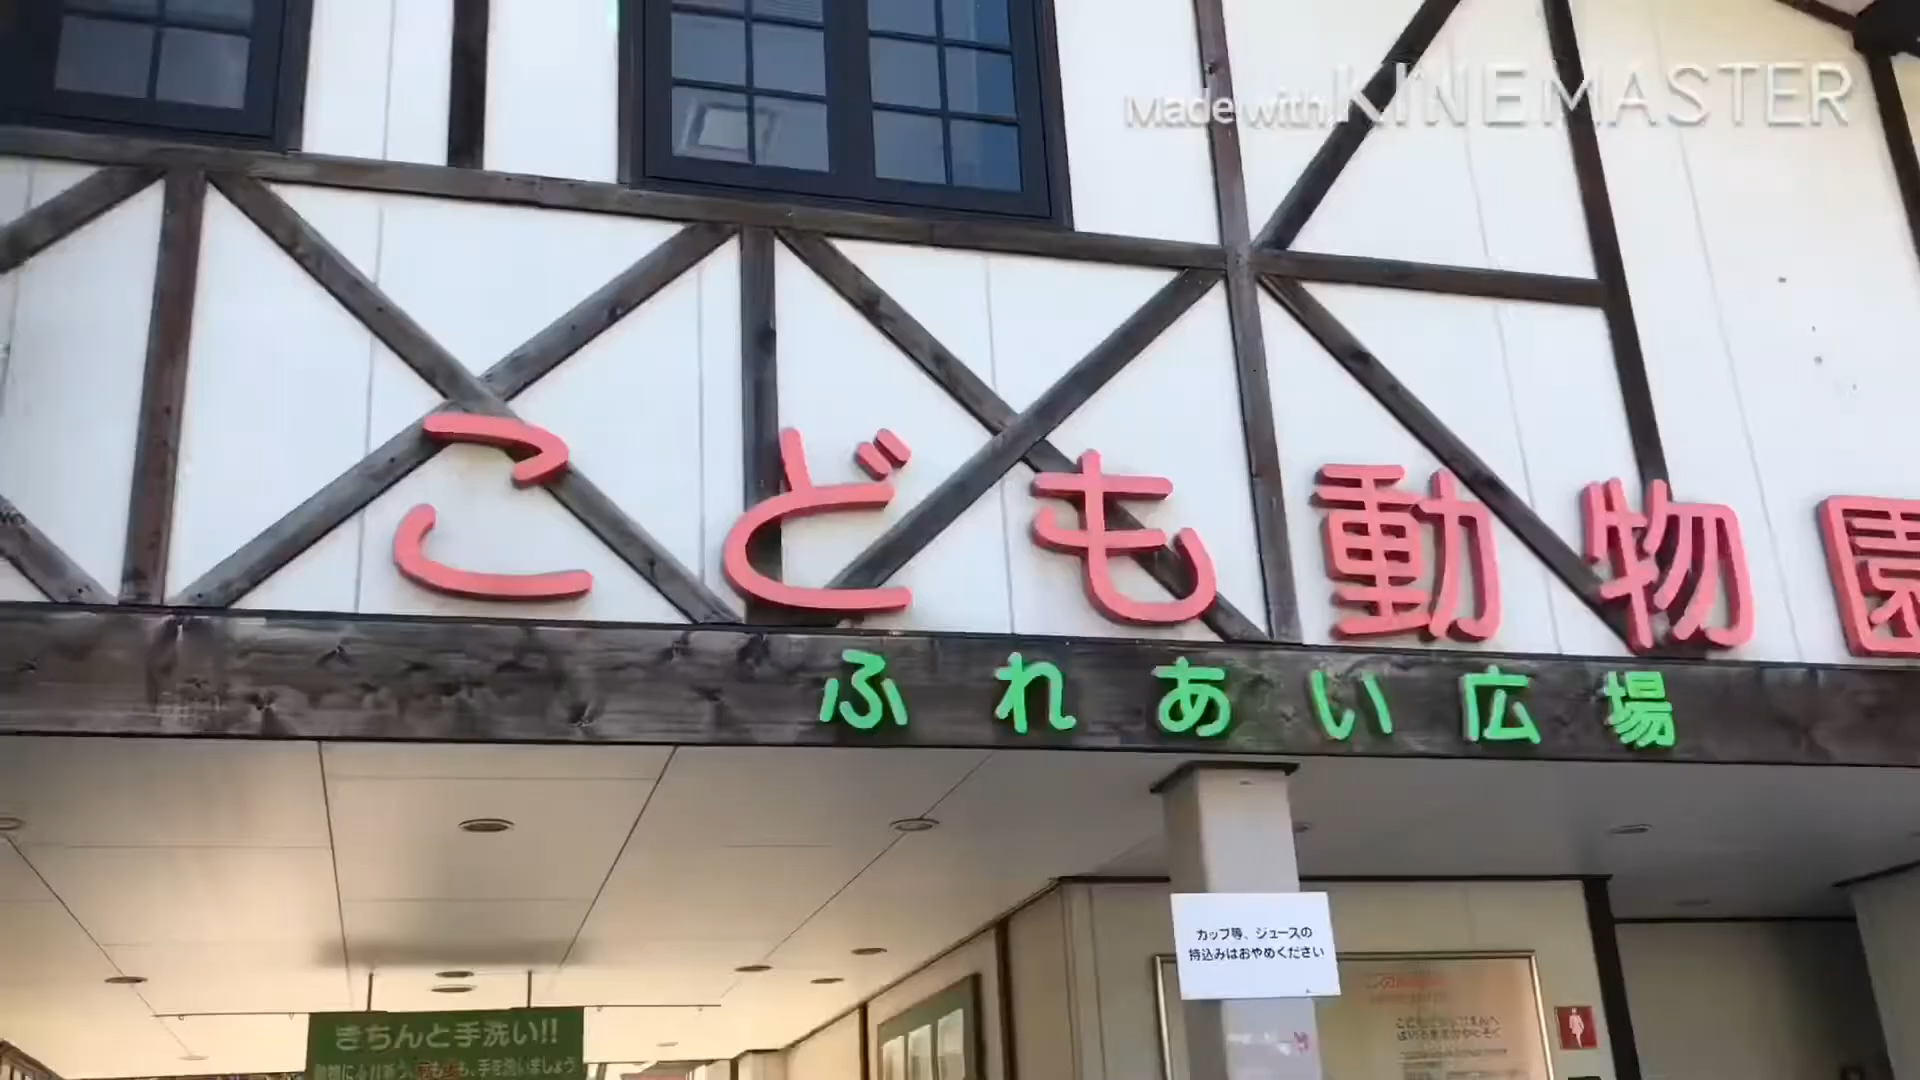 Made with KINEMASTER
こども動物園
ふれあい広場
カップ等、ジュースの
持込みはおやめください
きちんと手洗い!!